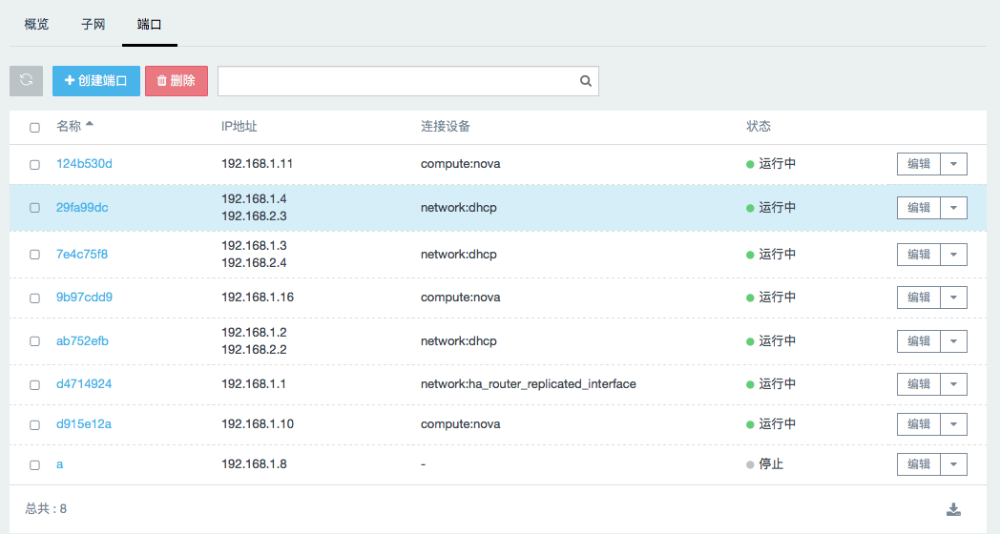 概览 子网 端口
创建端口 删除
名称 IP地址 连接设备 状态
124b530d 192.168.1.11 compute:nova 运行中 编辑
29fa99dc 192.168.1.4 192.168.2.3 network:dhcp 运行中 编辑
7e4c75f8 192.168.1.3 192.168.2.4 network:dhcp 运行中 编辑
9b97cdd9 192.168.1.16 compute:nova 运行中 编辑
ab752efb 192.168.1.2 192.168.2.2 network:dhcp 运行中 编辑
d4714924 192.168.1.1 network:ha_router_replicated_interface 运行中 编辑
d915e12a 192.168.1.10 compute:nova 运行中 编辑
a 192.168.1.8 - 停止 编辑
总共 : 8